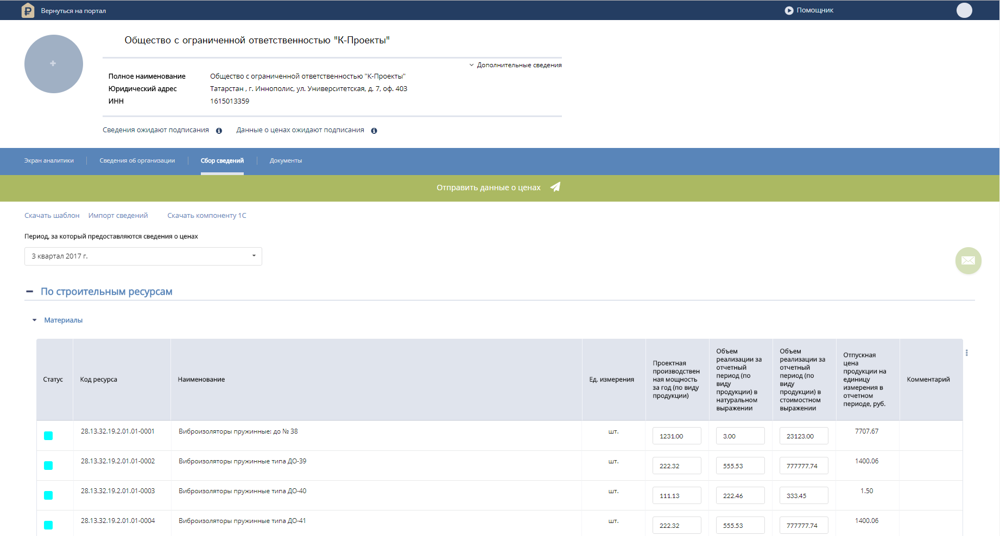 Вернуться на портал
Помощник
Общество с ограниченной ответственностью "К-Проекты"
Дополнительные сведения
Полное наименование Общество с ограниченной ответственностью "К-Проекты"
Юридический адрес Татарстан , г. Иннополис, ул. Университетская, д. 7, оф. 403
ИНН 1615013359
Сведения ожидают подписания Данные о ценах ожидают подписания
Экран аналитики Сведения об организации Сбор сведений Документы
Отправить данные о ценах
Скачать шаблон Импорт сведений Скачать компоненту 1С
Период, за который предоставляются сведения о ценах
3 квартал 2017 г.
По строительным ресурсам
Материалы
Статус
Код ресурса
Наименование
Ед. измерения
Проектная
производствен
ная мощность
за год (по виду
продукции)
Объем
реализации за
отчетный
период (по
виду
продукции) в
натуральном
выражении
Объем
реализации за
отчетный
период (по
виду
продукции) в
стоимостном
выражении
Отпускная
цена
продукции на
единицу
измерения в
отчетном
периоде, руб.
Комментарий
28.13.32.19.2.01.01-0001 Виброизоляторы пружинные: до № 38 шт. 1231.00 3.00 23123.00 7707.67
28.13.32.19.2.01.01-0002 Виброизоляторы пружинные типа ДО-39 шт. 222.32 555.53 777777.74 1400.06
28.13.32.19.2.01.01-0003 Виброизоляторы пружинные типа ДО-40 шт. 111.13 222.46 333.45 1.50
28.13.32.19.2.01.01-0004 Виброизоляторы пружинные типа ДО-41 шт. 222.32 555.53 777777.74 1400.06